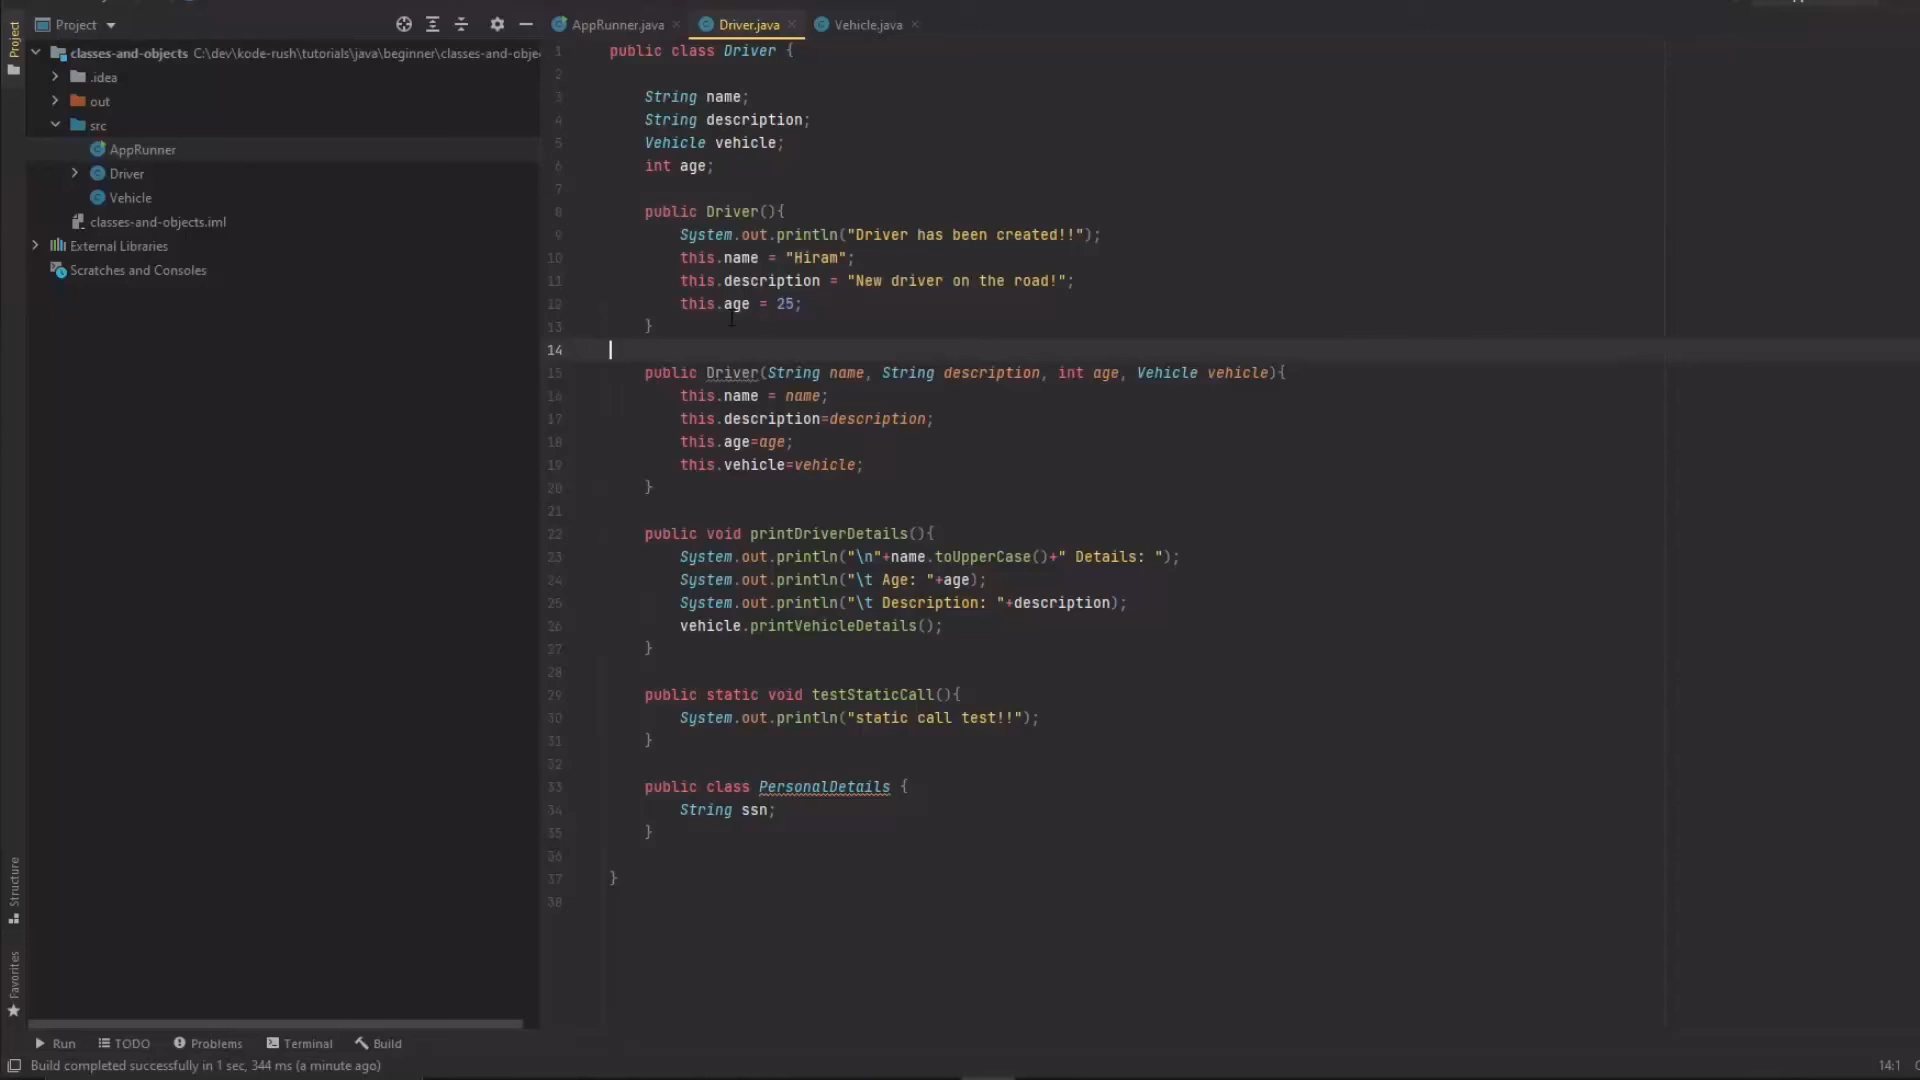 Project
AppRunner.java
Driver.java
Vehicle.java
Project
classes-and-objects C:\dev\kode-rush\tutorials\java\beginner\classes-and-obje
.idea
out
src
AppRunner
Driver
Vehicle
classes-and-objects.iml
External Libraries
Scratches and Consoles
1 public class Driver {
2
3 String name;
4 String description;
5 Vehicle vehicle;
6 int age;
7
8 public Driver(){
9 System.out.println("Driver has been created!!");
10 this.name = "Hiram";
11 this.description = "New driver on the road!";
12 this.age = 25;
13 }
14
15 public Driver(String name, String description, int age, Vehicle vehicle){
16 this.name = name;
17 this.description=description;
18 this.age=age;
19 this.vehicle=vehicle;
20 }
21
22 public void printDriverDetails(){
23 System.out.println("\n"+name.toUpperCase()+" Details: ");
24 System.out.println("\t Age: "+age);
25 System.out.println("\t Description: "+description);
26 vehicle.printVehicleDetails();
27 }
28
29 public static void testStaticCall(){
30 System.out.println("static call test!!");
31 }
32
33 public class PersonalDetails {
34 String ssn;
35 }
36
37 }
38
Structure
Favorites
Run TODO Problems Terminal Build
Build completed successfully in 1 sec, 344 ms (a minute ago)
14:1